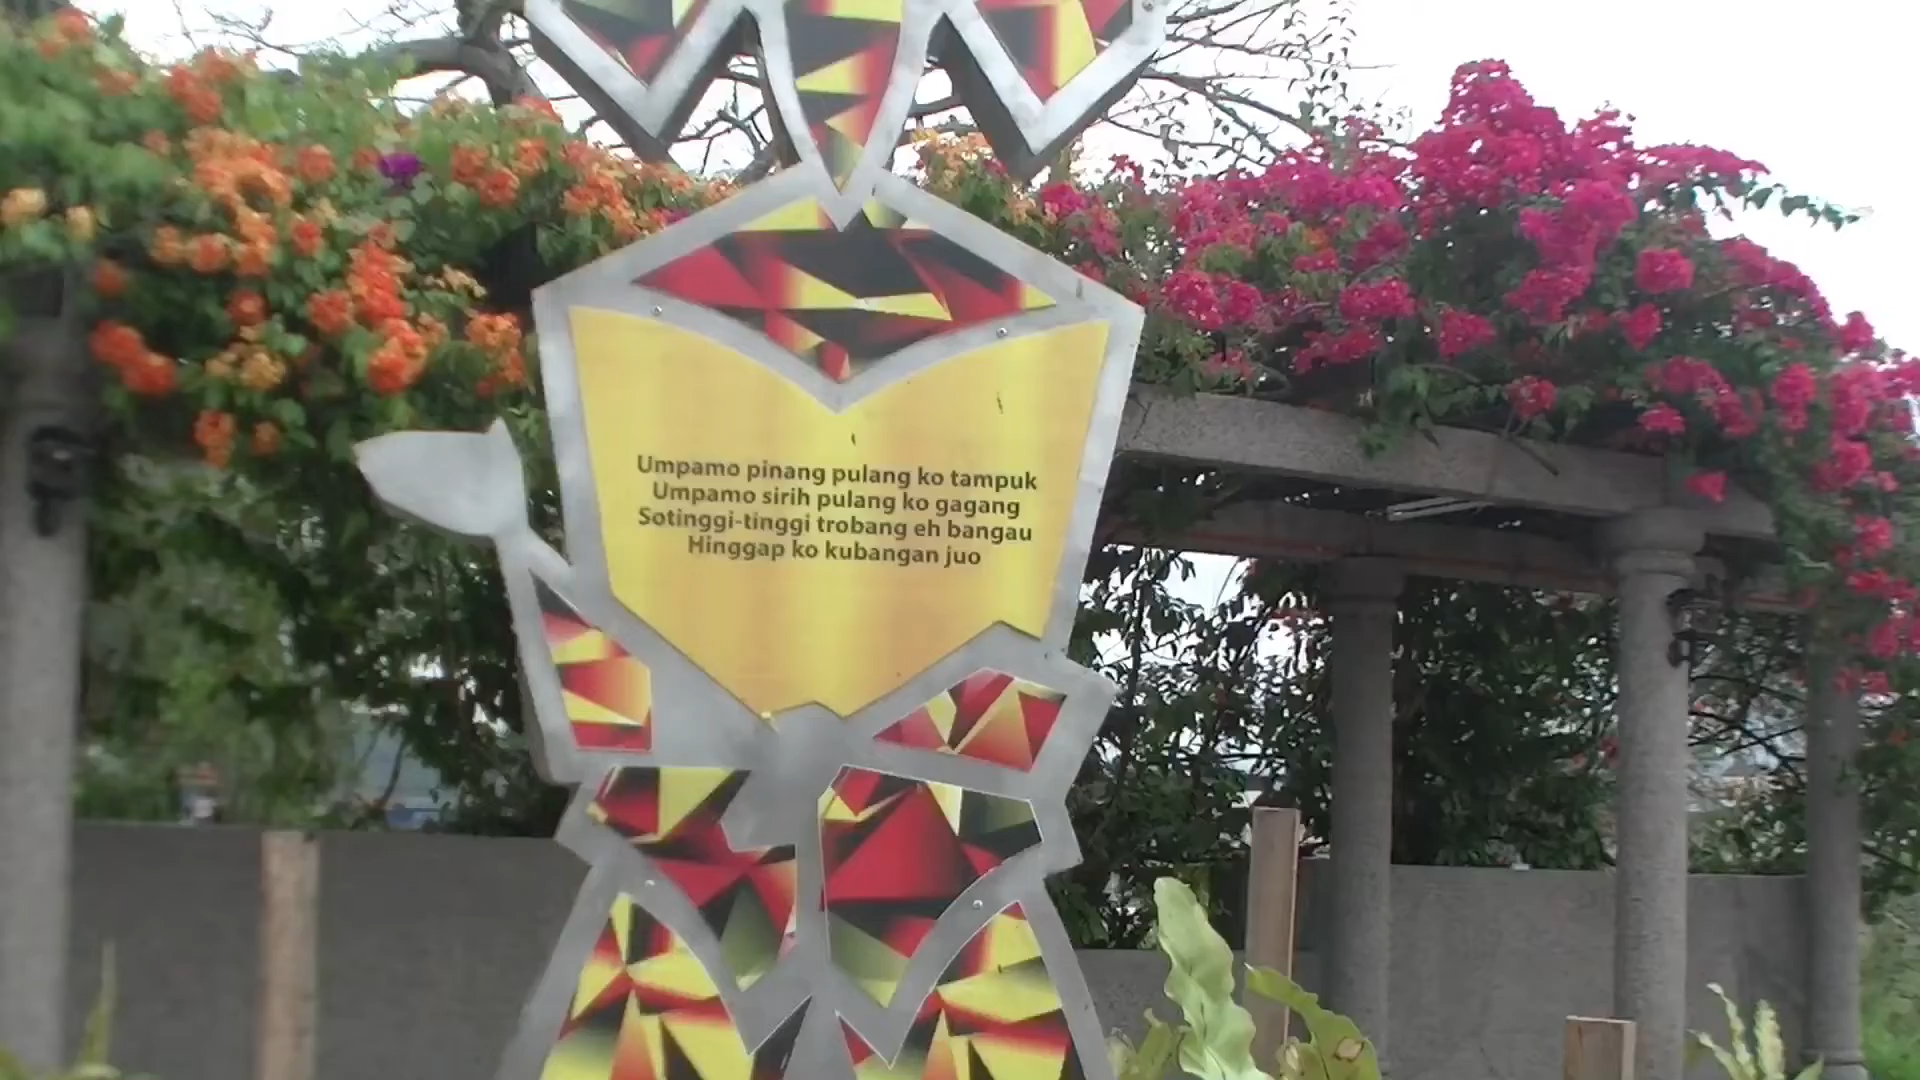 Umpamo pinang pulang ko tampuk
Umpamo sirih pulang ko gagang
Sotinggi-tinggi trobang eh bangau
Hinggap ko kubangan juo